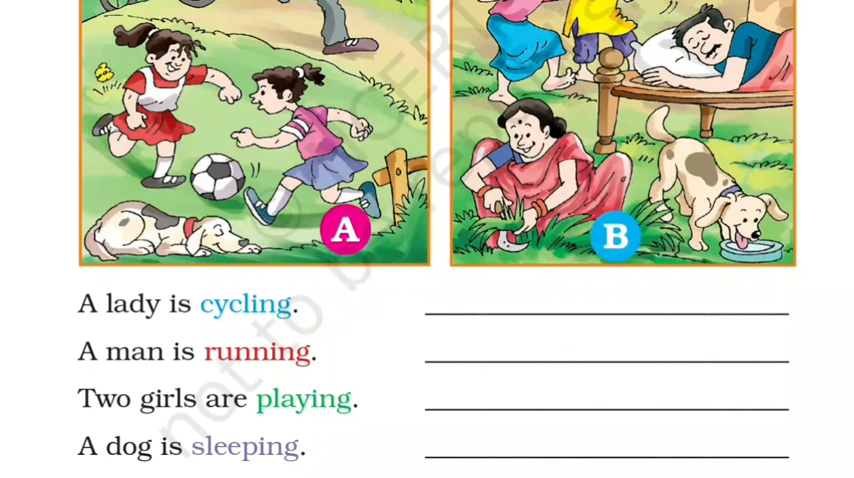 A
B
A lady is cycling.
A man is running.
Two girls are playing.
A dog is sleeping.